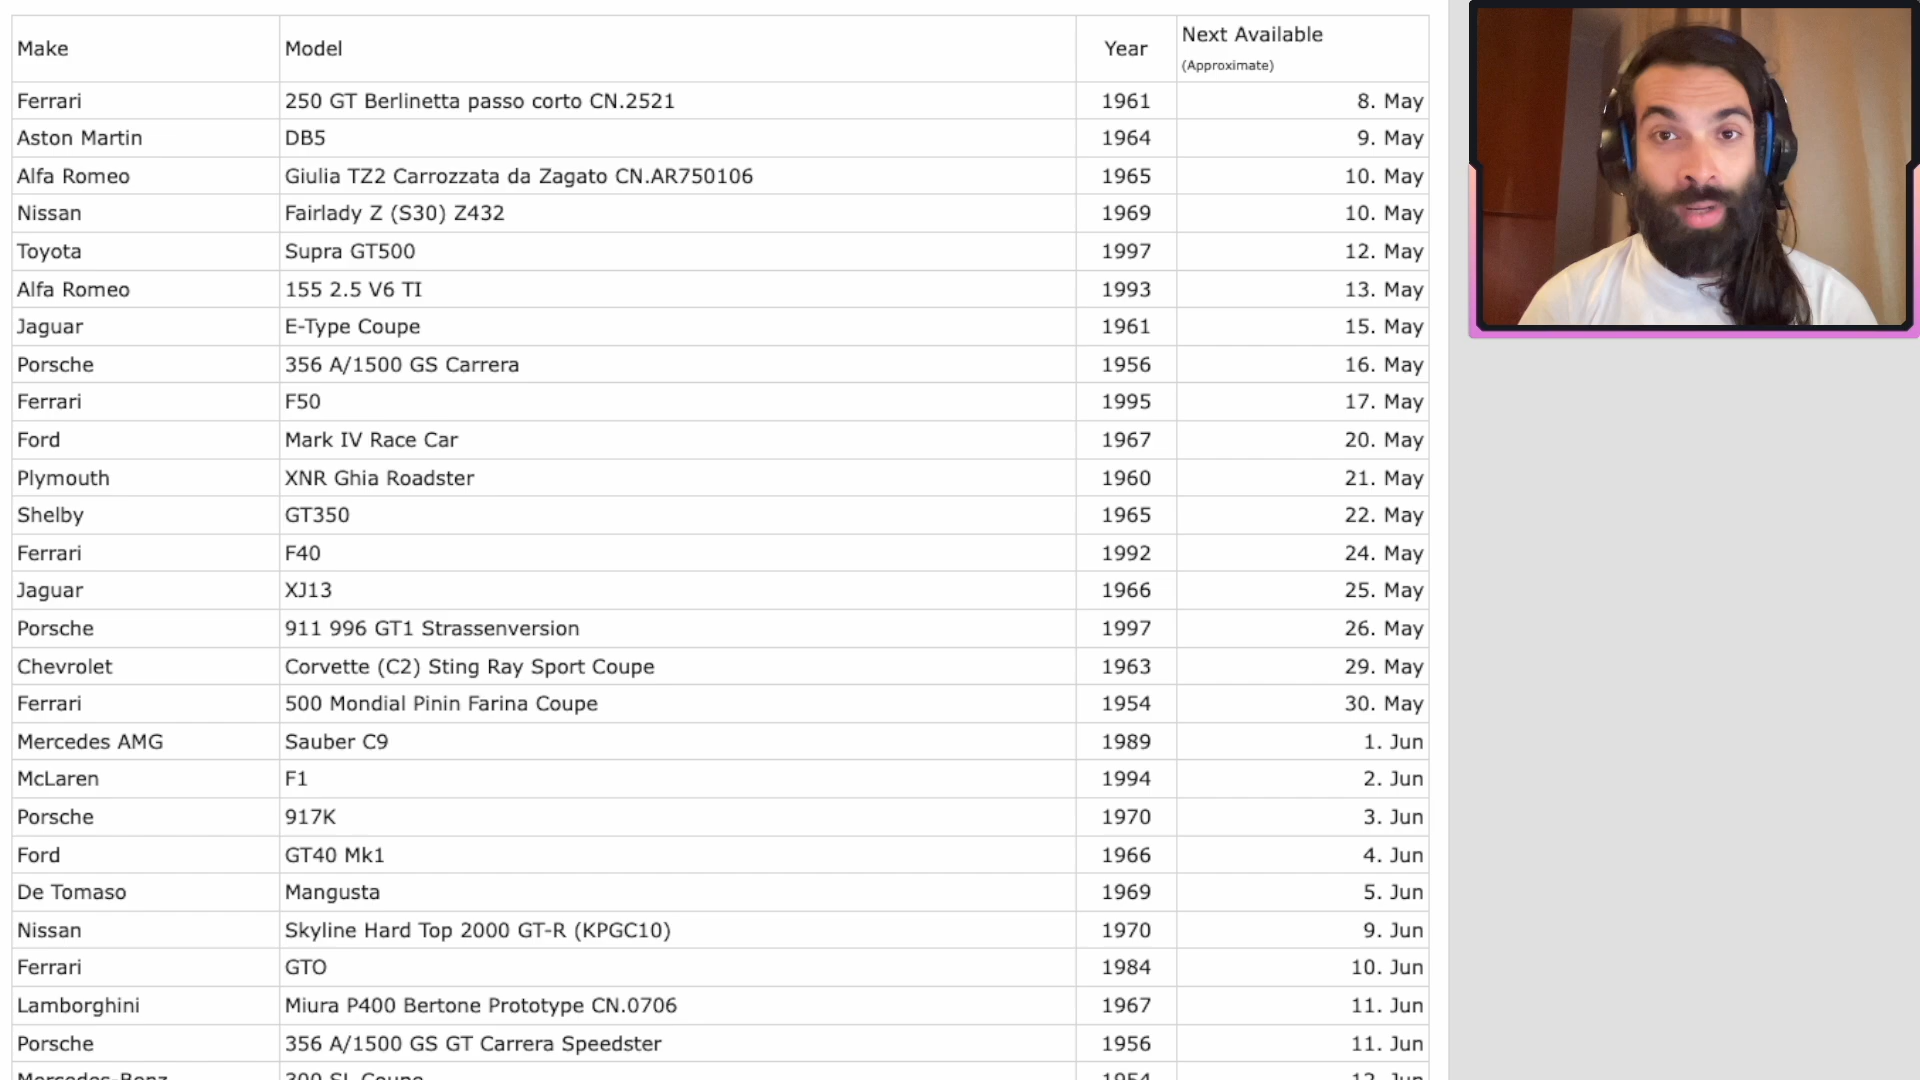 Make Model Year Next Available
(Approximate)
Ferrari 250 GT Berlinetta passo corto CN.2521 1961 8. May
Aston Martin DB5 1964 9. May
Alfa Romeo Giulia TZ2 Carrozzata da Zagato CN.AR750106 1965 10. May
Nissan Fairlady Z (S30) Z432 1969 10. May
Toyota Supra GT500 1997 12. May
Alfa Romeo 155 2.5 V6 TI 1993 13. May
Jaguar E-Type Coupe 1961 15. May
Porsche 356 A/1500 GS Carrera 1956 16. May
Ferrari F50 1995 17. May
Ford Mark IV Race Car 1967 20. May
Plymouth XNR Ghia Roadster 1960 21. May
Shelby GT350 1965 22. May
Ferrari F40 1992 24. May
Jaguar XJ13 1966 25. May
Porsche 911 996 GT1 Strassenversion 1997 26. May
Chevrolet Corvette (C2) Sting Ray Sport Coupe 1963 29. May
Ferrari 500 Mondial Pinin Farina Coupe 1954 30. May
Mercedes AMG Sauber C9 1989 1. Jun
McLaren F1 1994 2. Jun
Porsche 917K 1970 3. Jun
Ford GT40 Mk1 1966 4. Jun
De Tomaso Mangusta 1969 5. Jun
Nissan Skyline Hard Top 2000 GT-R (KPGC10) 1970 9. Jun
Ferrari GTO 1984 10. Jun
Lamborghini Miura P400 Bertone Prototype CN.0706 1967 11. Jun
Porsche 356 A/1500 GS GT Carrera Speedster 1956 11. Jun
Mercedes-Benz 300 SL Coupe 1954 12. Jun